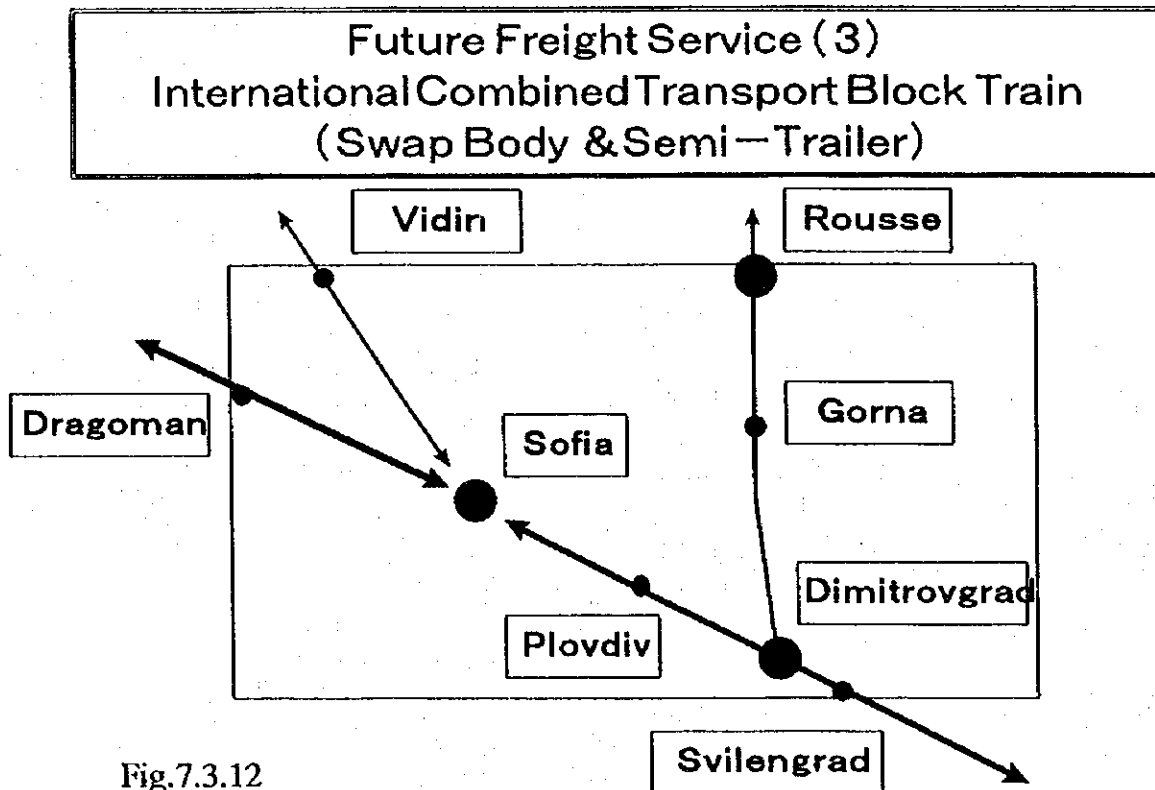 Future Freight Service (3)
International Combined Transport Block Train
(Swap Body & Semi-Trailer)
Vidin
Rousse
Dragoman
Sofia
Gorna
Dimitrovgrad
Plovdiv
Svilengrad
Fig.7.3.12